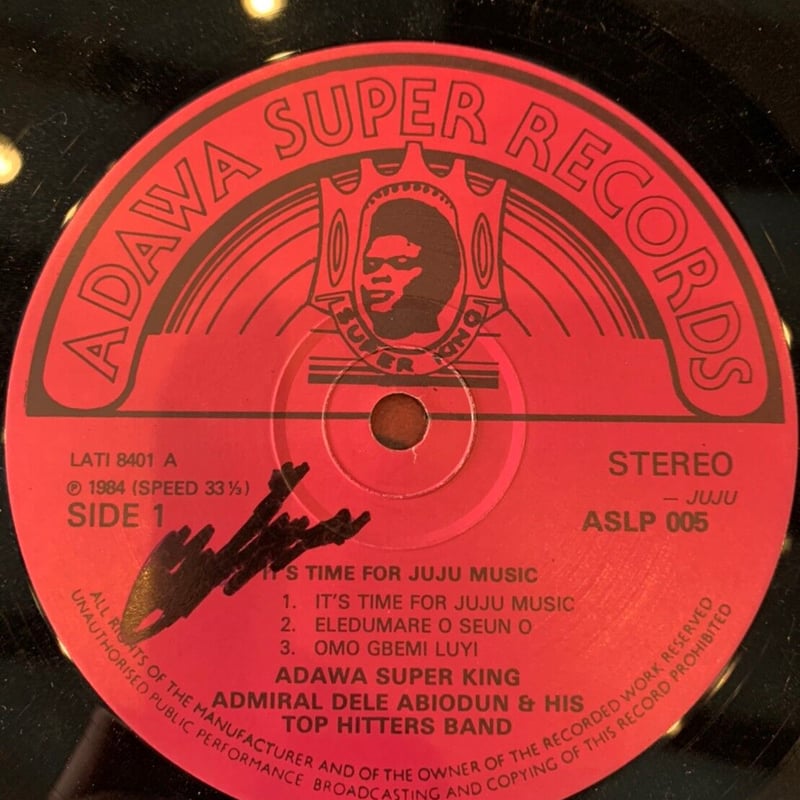 ADAWA SUPER RECORDS
SUPER KING
LATI 8401 A
℗ 1984 (SPEED 33⅓)
SIDE 1
STEREO
— JUJU
ASLP 005
IT'S TIME FOR JUJU MUSIC
1. IT'S TIME FOR JUJU MUSIC
2. ELEDUMARE O SEUN O
3. OMO GBEMI LUYI
ADAWA SUPER KING
ADMIRAL DELE ABIODUN & HIS
TOP HITTERS BAND
ALL RIGHTS OF THE MANUFACTURER AND OF THE OWNER OF THE RECORDED WORK RESERVED
UNAUTHORISED PUBLIC PERFORMANCE BROADCASTING AND COPYING OF THIS RECORD PROHIBITED